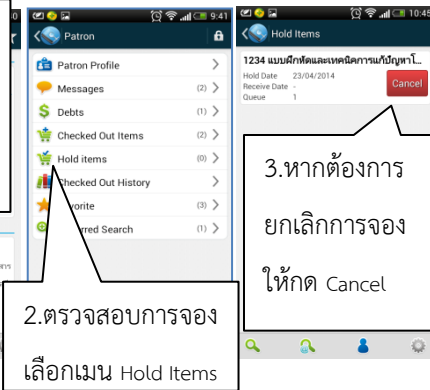 9:41
Patron
Patron Profile
Messages (2)
Debts (1)
Checked Out Items (2)
Hold items (0)
Checked Out History
(3)
Search (1)
2.ตรวจสอบการจอง
เลือกเมน Hold Items
10:45
Hold Items
1234 แบบฝึกหัดและเทคนิคการแก้ปัญหาโ...
Hold Date 23/04/2014
Receive Date -
Queue 1
Cancel
3.หากต้องการ
ยกเลิกการจอง
ให้กด Cancel